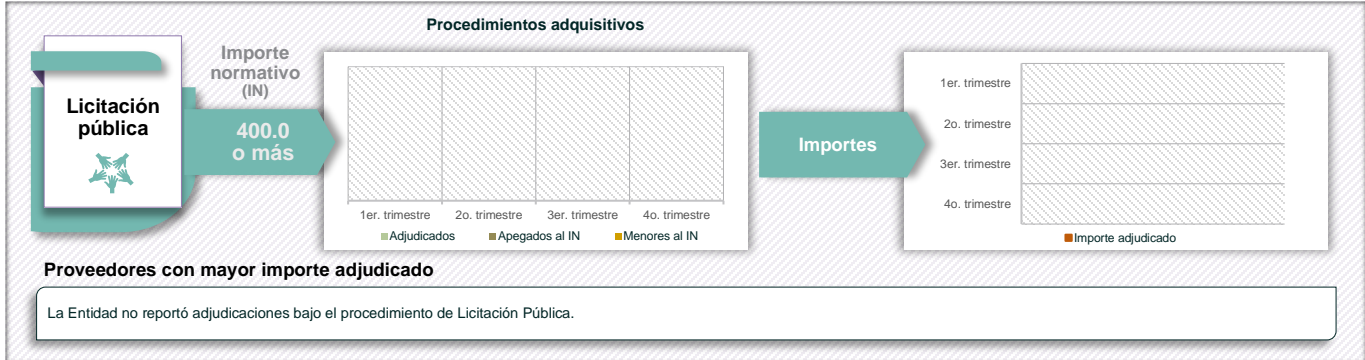 Procedimientos adquisitivos
Licitación
pública
Importe
normativo
(IN)
400.0
o más
1er. trimestre 2o. trimestre 3er. trimestre 4o. trimestre
Adjudicados Apegados al IN Menores al IN
Importes
1er. trimestre
2o. trimestre
3er. trimestre
4o. trimestre
Importe adjudicado
Proveedores con mayor importe adjudicado
La Entidad no reportó adjudicaciones bajo el procedimiento de Licitación Pública.